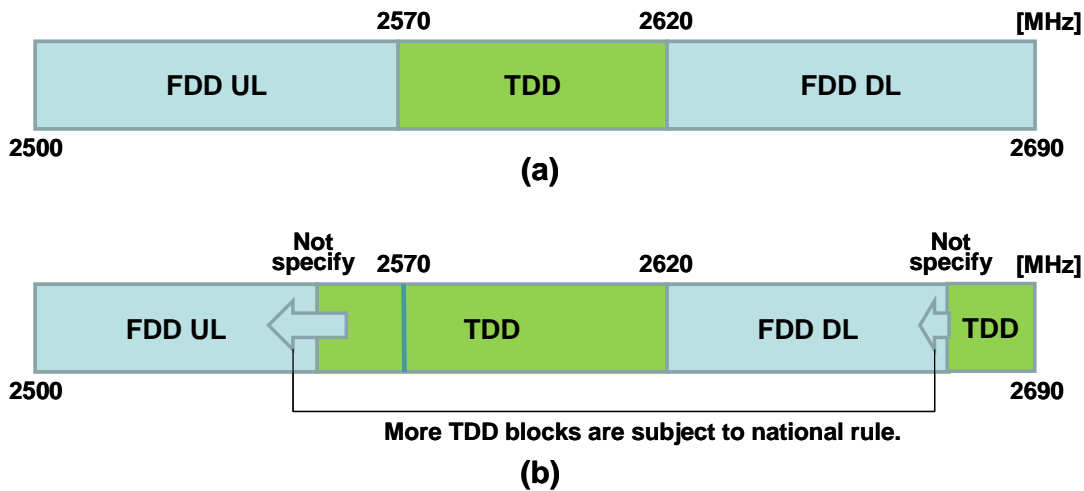 2570 2620 [MHz]
FDD UL TDD FDD DL
2500 2690
(a)
Not
specify
2570 2620
Not
specify
[MHz]
FDD UL TDD FDD DL TDD
2500 2690
More TDD blocks are subject to national rule.
(b)